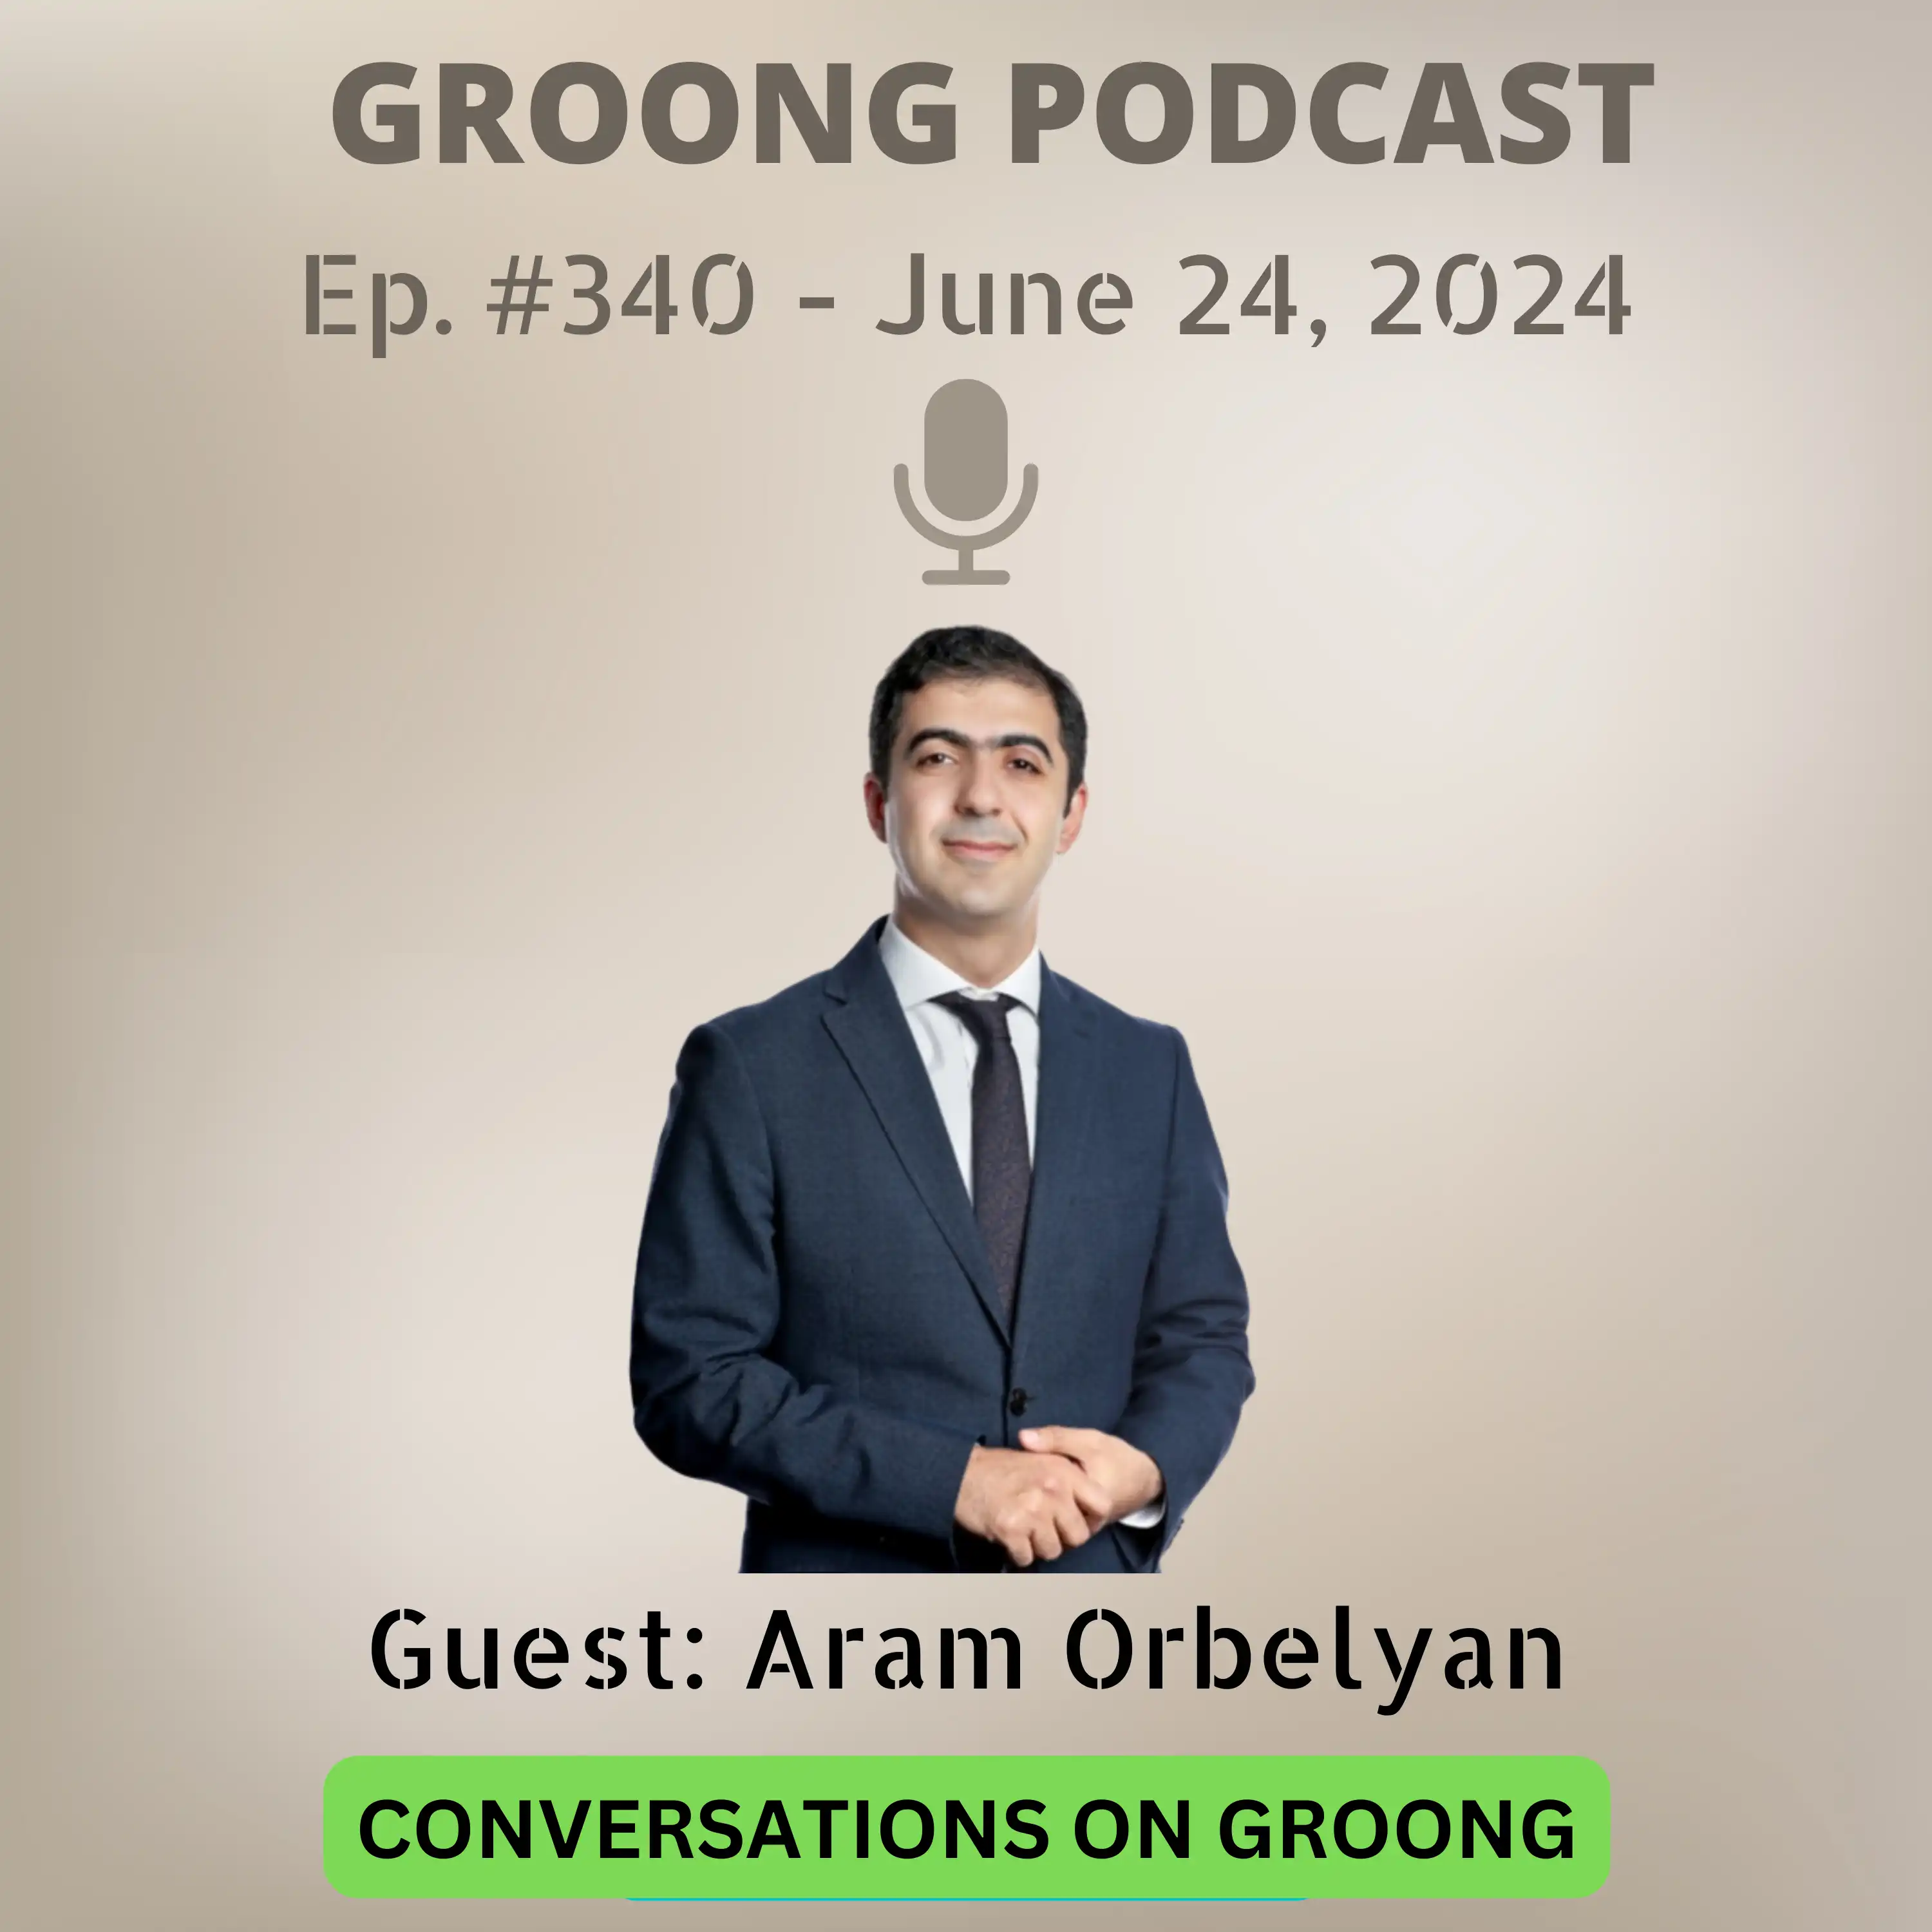 GROONG PODCAST
Ep. #340 - June 24, 2024
Guest: Aram Orbelyan
CONVERSATIONS ON GROONG